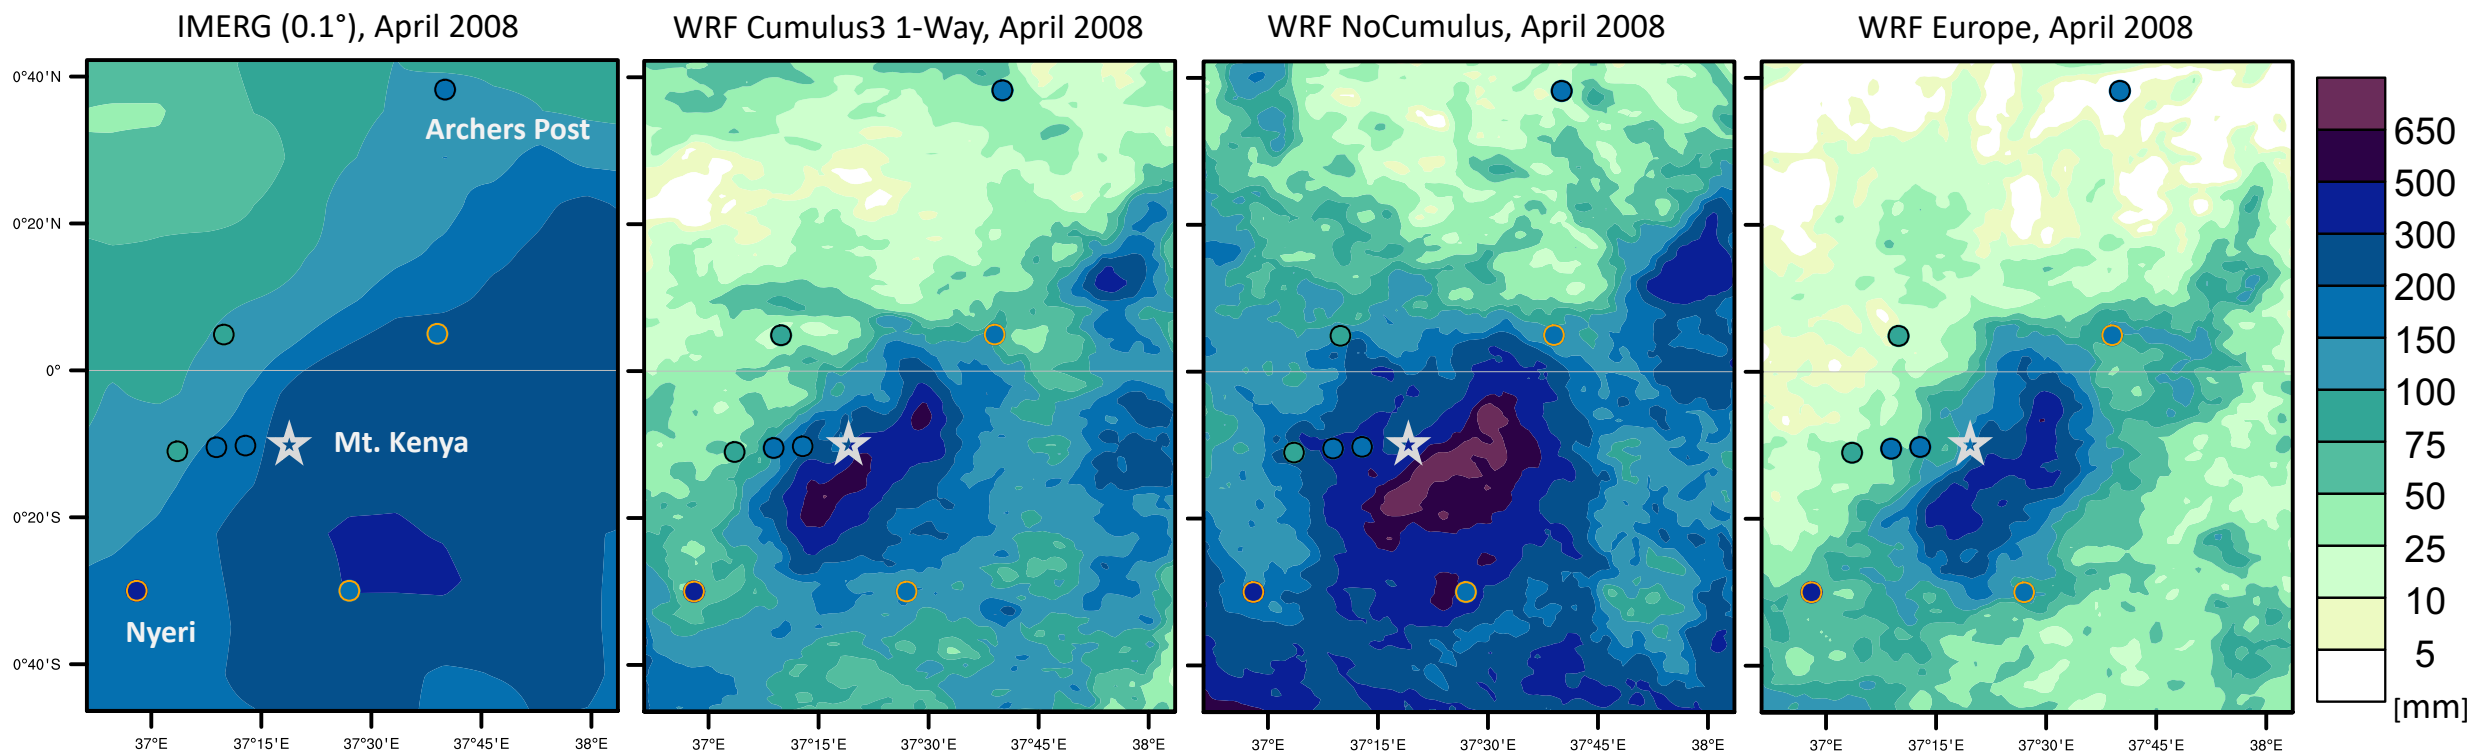 IMERG (0.1°), April 2008
WRF Cumulus3 1-Way, April 2008
WRF NoCumulus, April 2008
WRF Europe, April 2008
0°40'N
0°20'N
0°
0°20'S
0°40'S
Archers Post
Mt. Kenya
Nyeri
37°E 37°15'E 37°30'E 37°45'E 38°E
37°E 37°15'E 37°30'E 37°45'E 38°E
37°E 37°15'E 37°30'E 37°45'E 38°E
37°E 37°15'E 37°30'E 37°45'E 38°E
650
500
300
200
150
100
75
50
25
10
5
[mm]